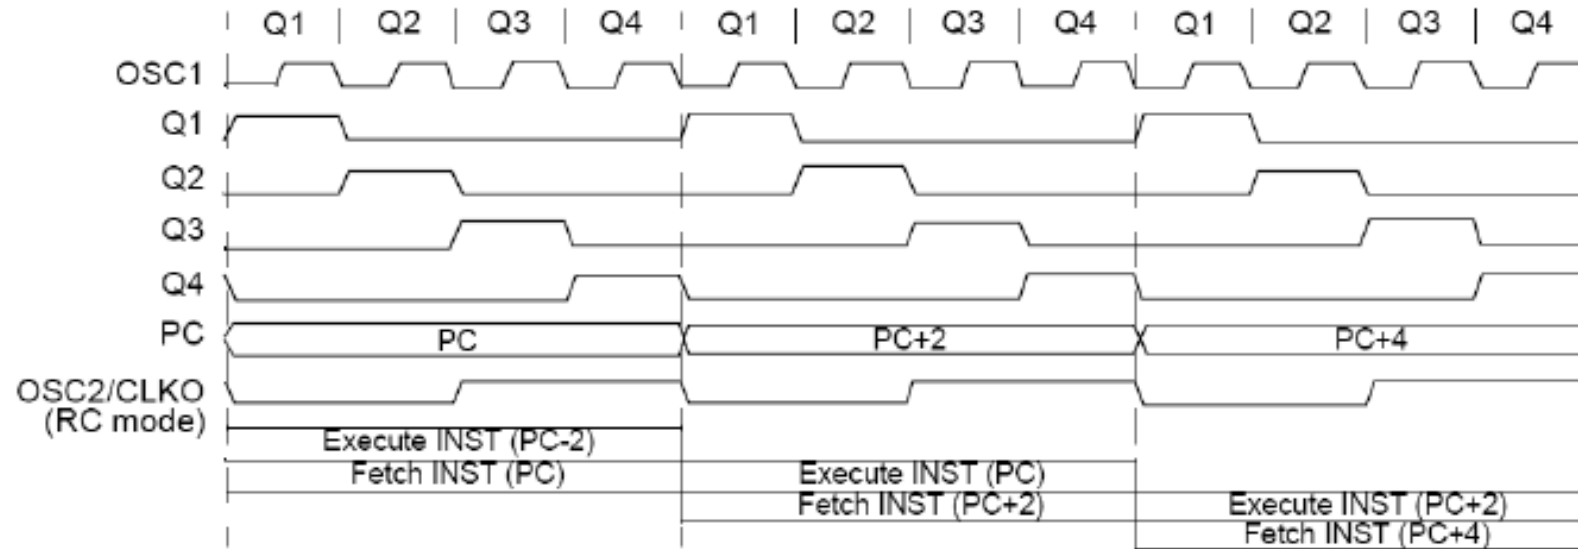 Q1 Q2 Q3 Q4 Q1 Q2 Q3 Q4 Q1 Q2 Q3 Q4
OSC1
Q1
Q2
Q3
Q4
PC PC PC+2 PC+4
OSC2/CLKO
(RC mode)
Execute INST (PC-2)
Fetch INST (PC) Execute INST (PC)
Fetch INST (PC+2) Execute INST (PC+2)
Fetch INST (PC+4)